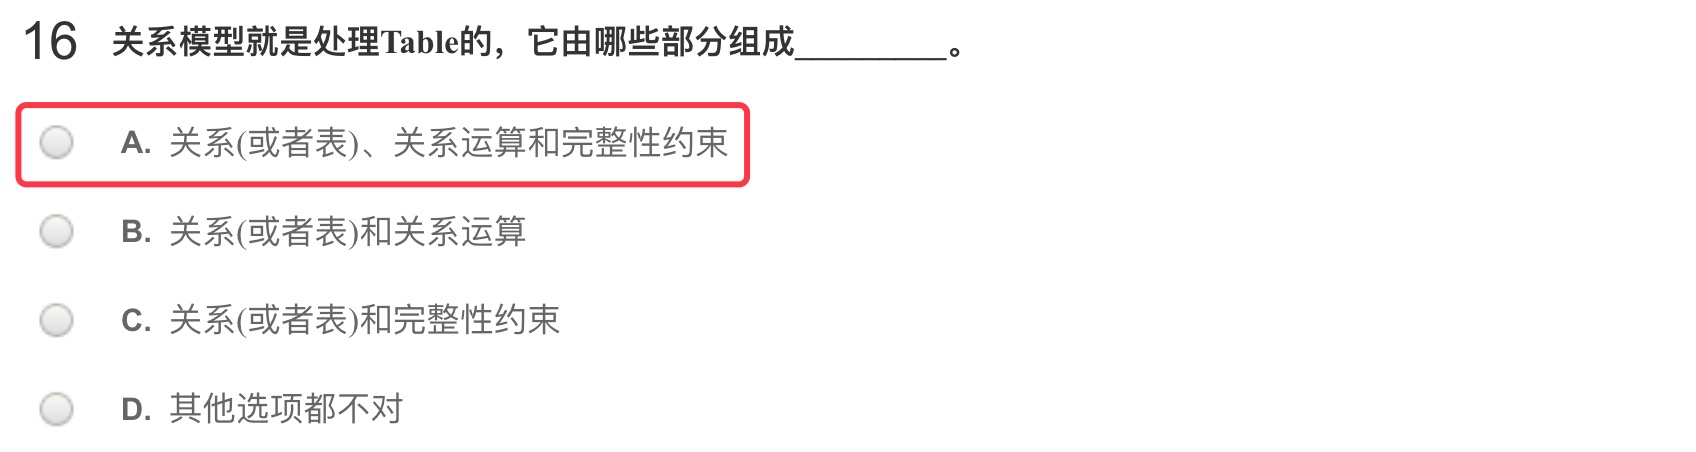 16 关系模型就是处理Table的，它由哪些部分组成_________。
A. 关系(或者表)、关系运算和完整性约束
B. 关系(或者表)和关系运算
C. 关系(或者表)和完整性约束
D. 其他选项都不对